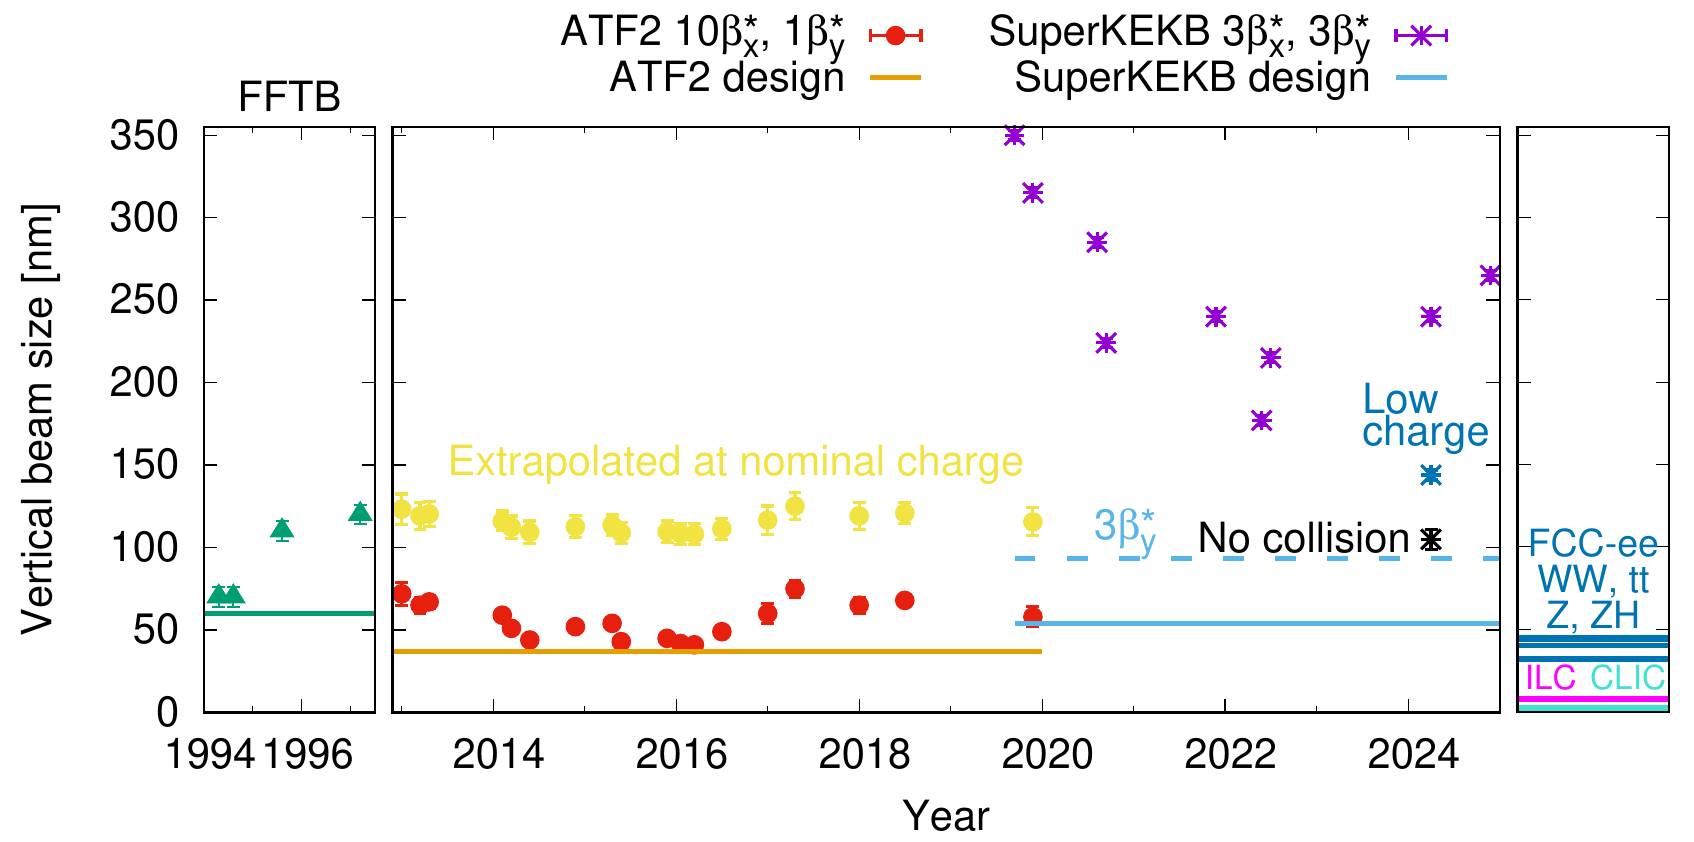 ATF2 10β*x, 1β*y
SuperKEKB 3β*x, 3β*y
ATF2 design
SuperKEKB design
FFTB
Vertical beam size [nm]
350
300
250
200
150
100
50
0
Extrapolated at nominal charge
Low
charge
3β*y
No collision
FCC-ee
WW, tt
Z, ZH
ILC CLIC
1994 1996 2014 2016 2018 2020 2022 2024
Year